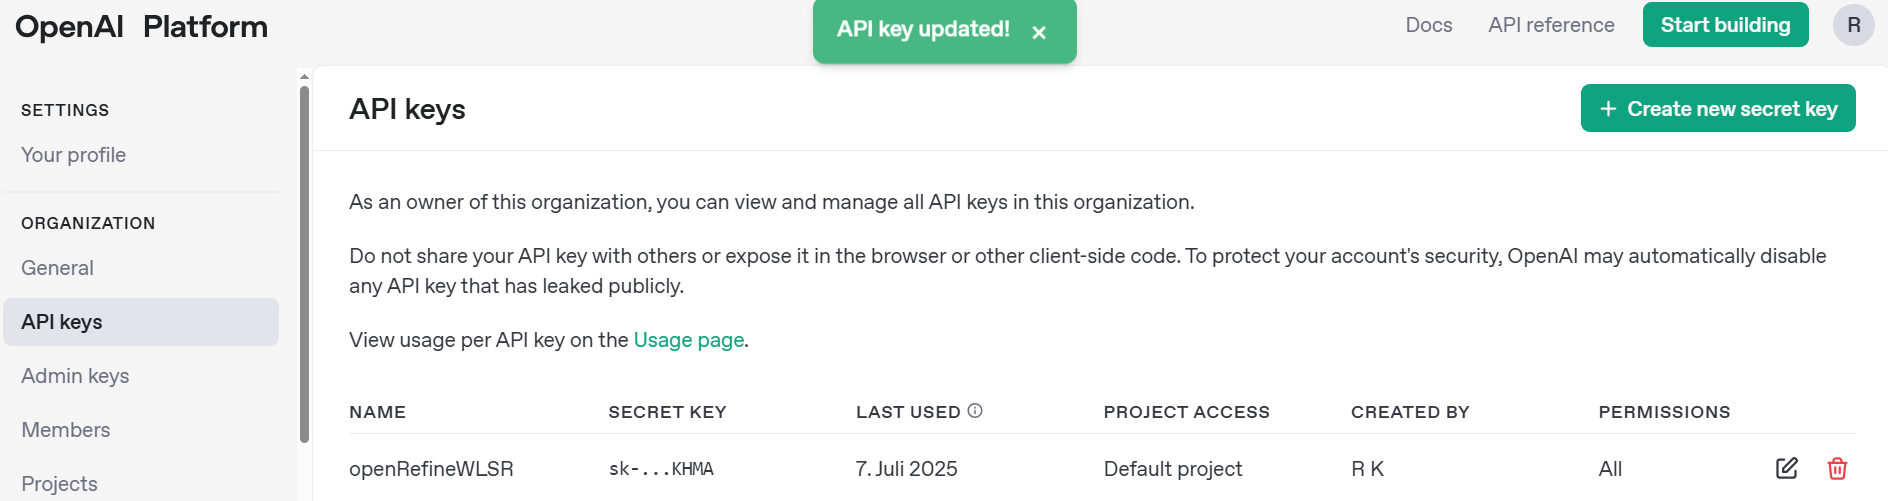 OpenAI Platform
API key updated! ×
Docs
API reference
Start building
R
SETTINGS
Your profile
ORGANIZATION
General
API keys
Admin keys
Members
Projects
API keys
+ Create new secret key
As an owner of this organization, you can view and manage all API keys in this organization.
Do not share your API key with others or expose it in the browser or other client-side code. To protect your account's security, OpenAI may automatically disable
any API key that has leaked publicly.
View usage per API key on the Usage page.
NAME SECRET KEY LAST USED PROJECT ACCESS CREATED BY PERMISSIONS
openRefineWLSR sk-...KHMA 7. Juli 2025 Default project R K All